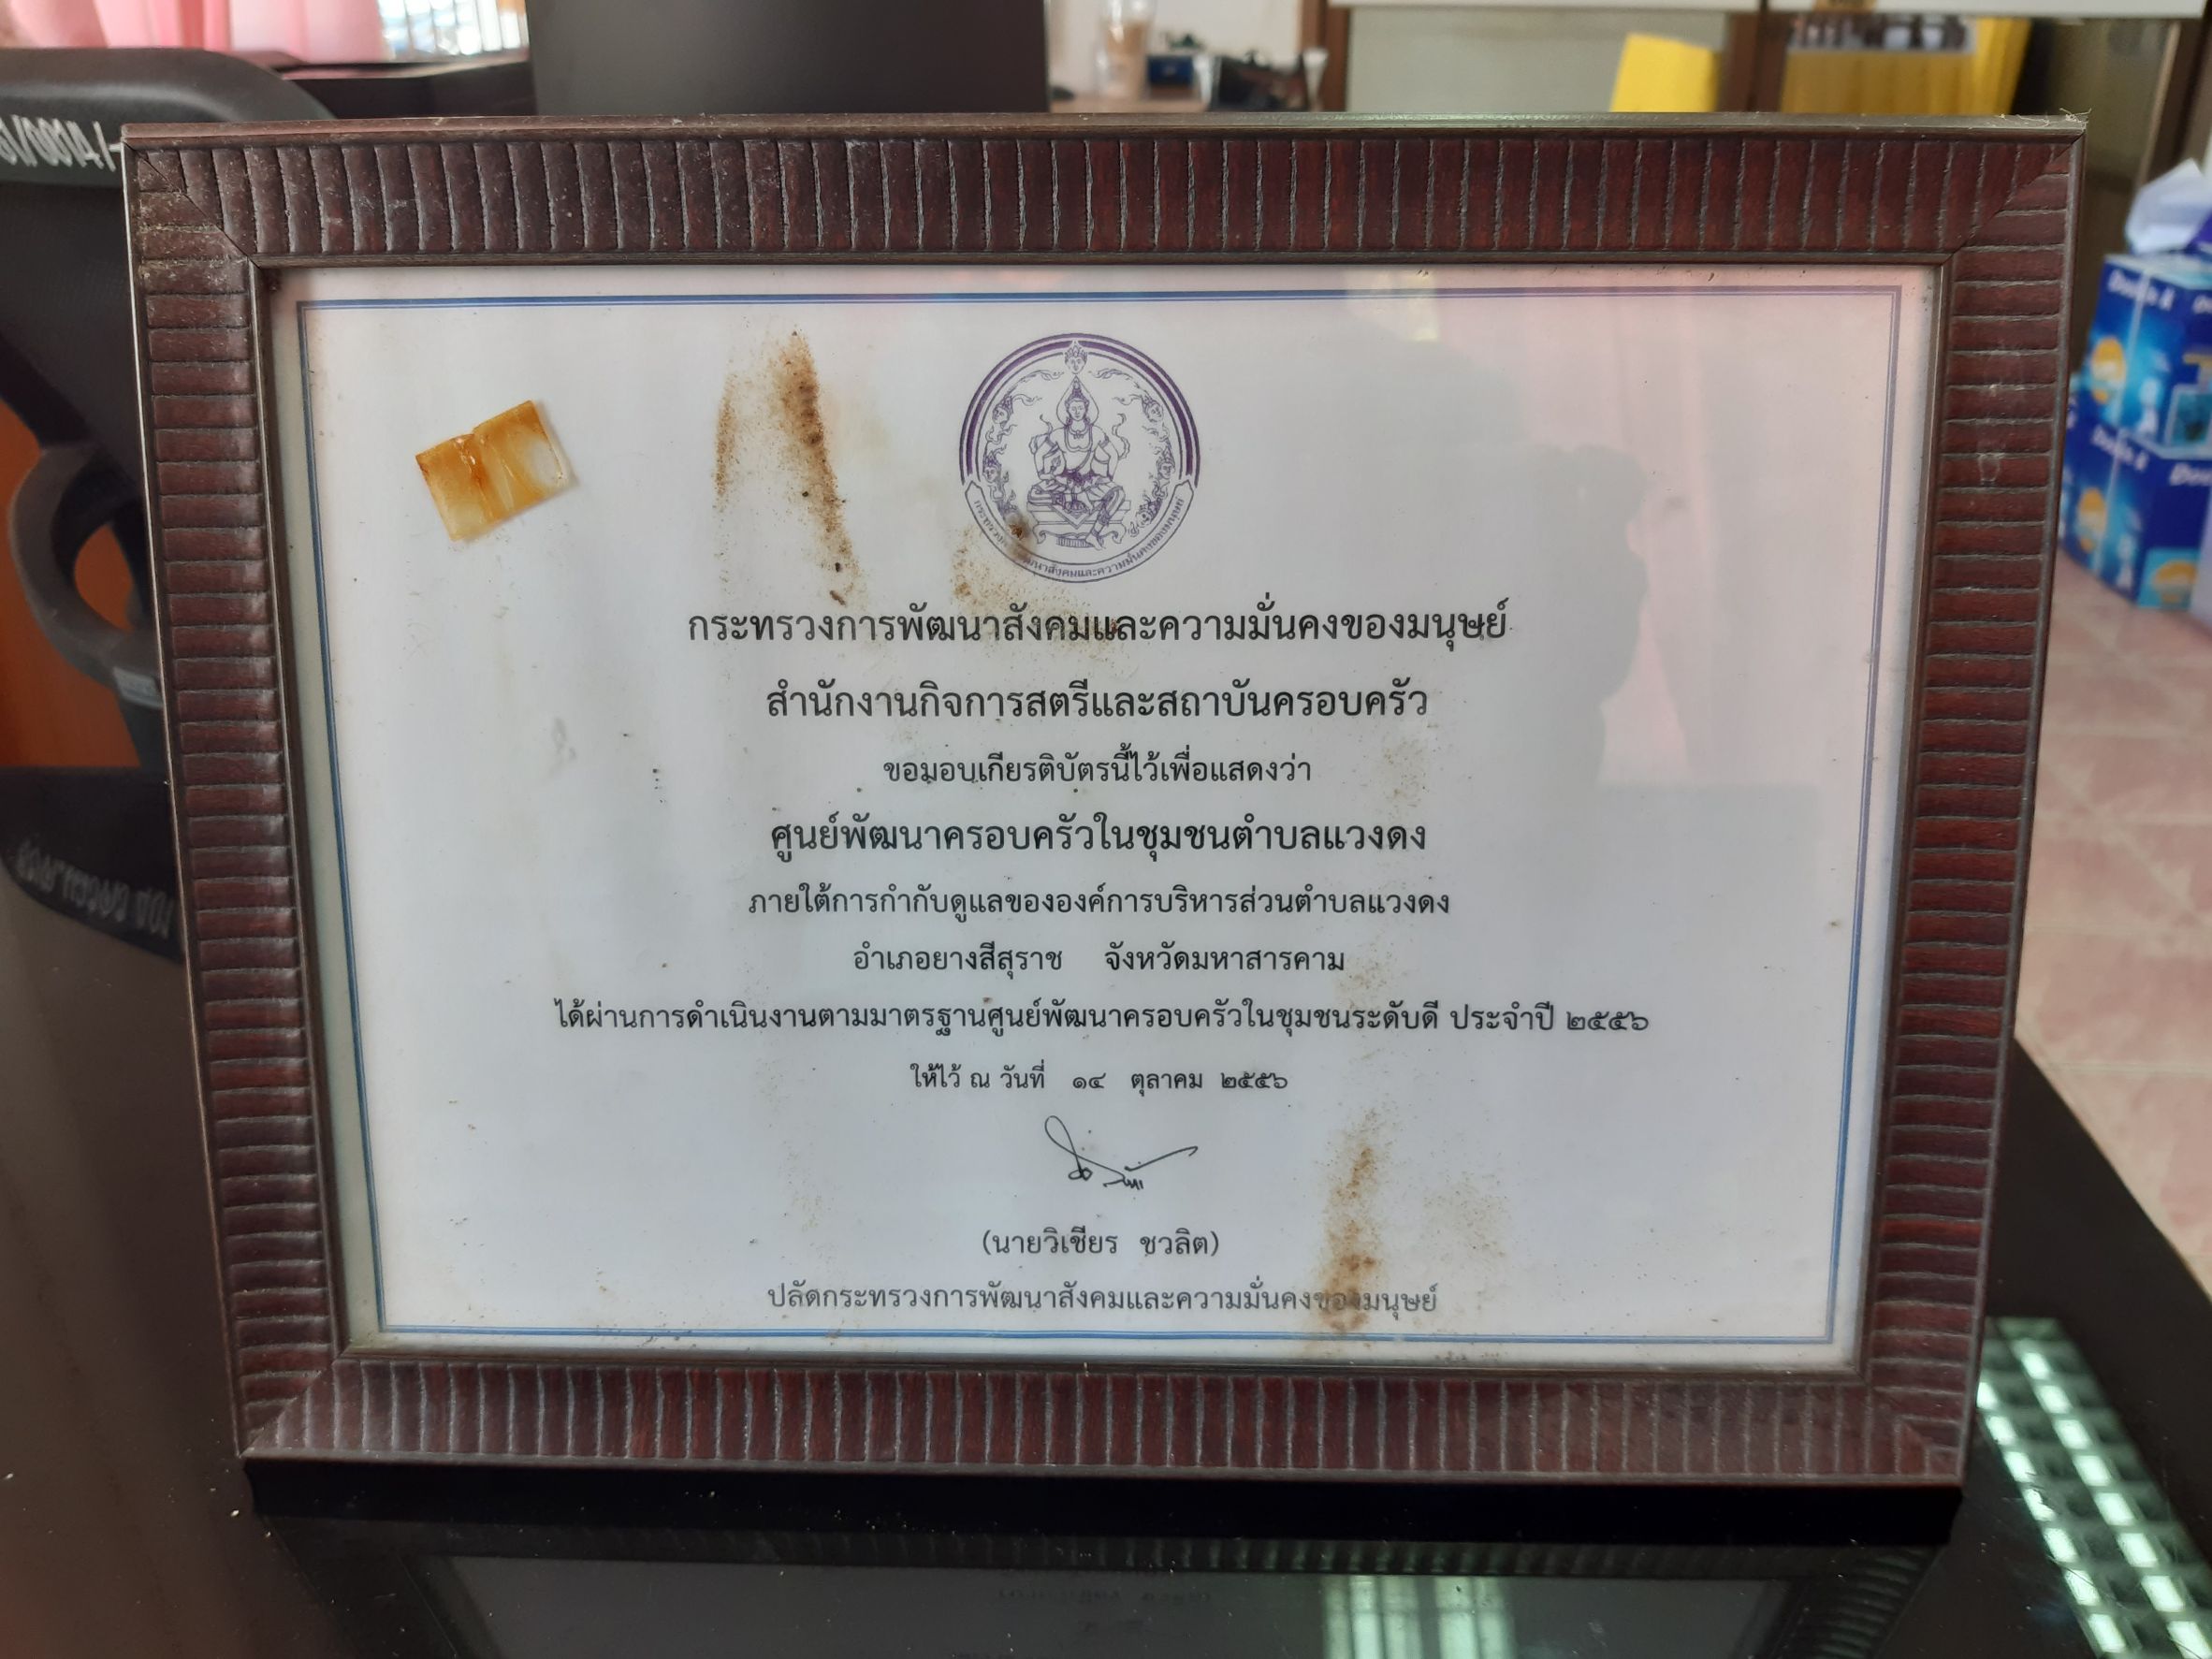 กระทรวงการพัฒนาสังคมและความมั่นคงของมนุษย์
สำนักงานกิจการสตรีและสถาบันครอบครัว
ขอมอบเกียรติบัตรนี้ไว้เพื่อแสดงว่า
ศูนย์พัฒนาครอบครัวในชุมชนตำบลแวงดง
ภายใต้การกำกับดูแลขององค์การบริหารส่วนตำบลแวงดง
อำเภอยางสีสุราช จังหวัดมหาสารคาม
ได้ผ่านการดำเนินงานตามมาตรฐานศูนย์พัฒนาครอบครัวในชุมชนระดับดี ประจำปี ๒๕๕๖
ให้ไว้ ณ วันที่ ๑๔ ตุลาคม ๒๕๕๖
(นายวิเชียร ชวลิต)
ปลัดกระทรวงการพัฒนาสังคมและความมั่นคงของมนุษย์